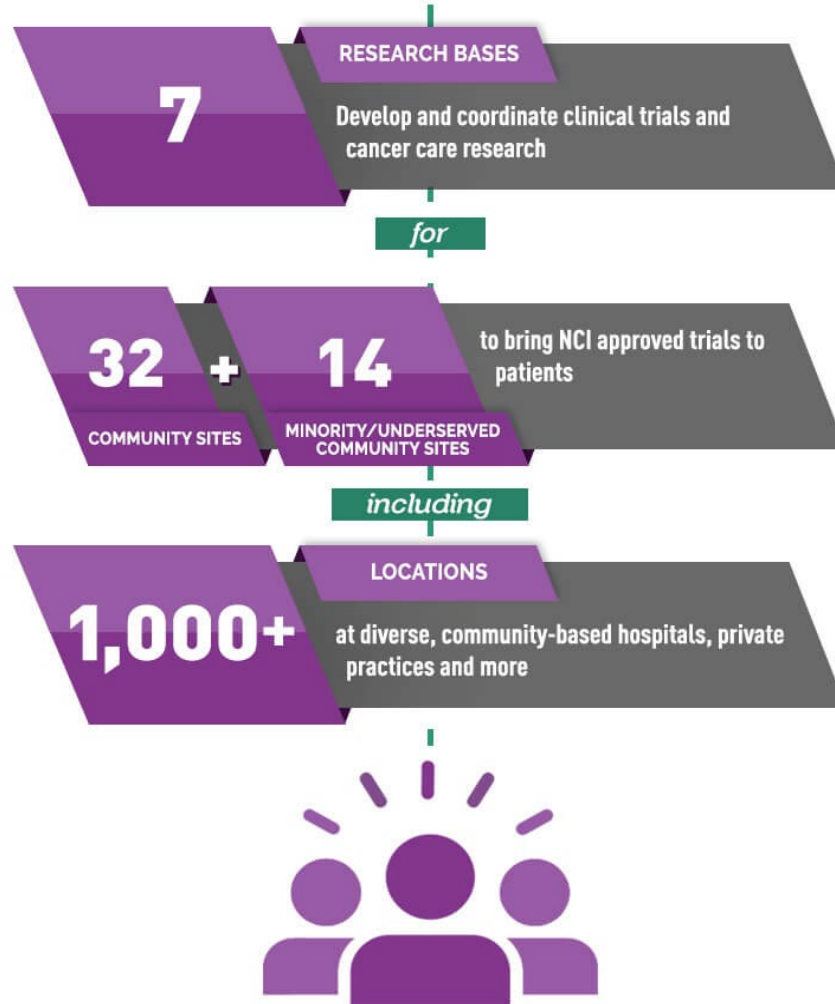 RESEARCH BASES
7
Develop and coordinate clinical trials and
cancer care research
for
32
+
14
to bring NCI approved trials to
patients
COMMUNITY SITES
MINORITY/UNDERSERVED
COMMUNITY SITES
including
LOCATIONS
1,000+
at diverse, community-based hospitals, private
practices and more